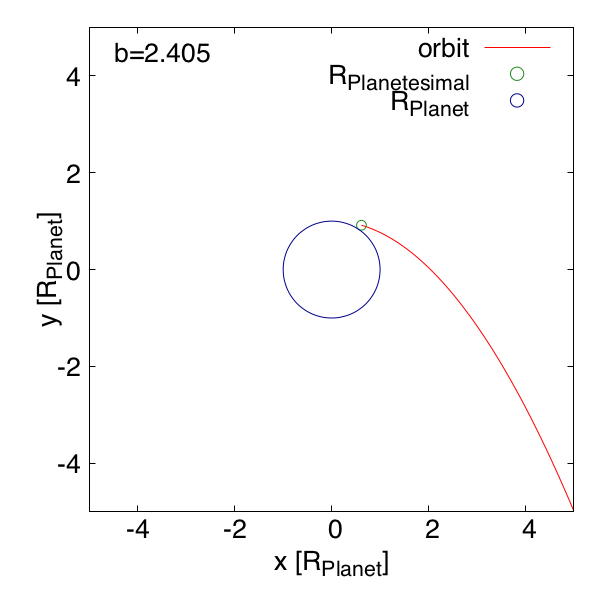 b=2.405
orbit
R_Planetesimal
R_Planet
4
2
0
-2
-4
y [R_Planet]
-4
-2
0
2
4
x [R_Planet]